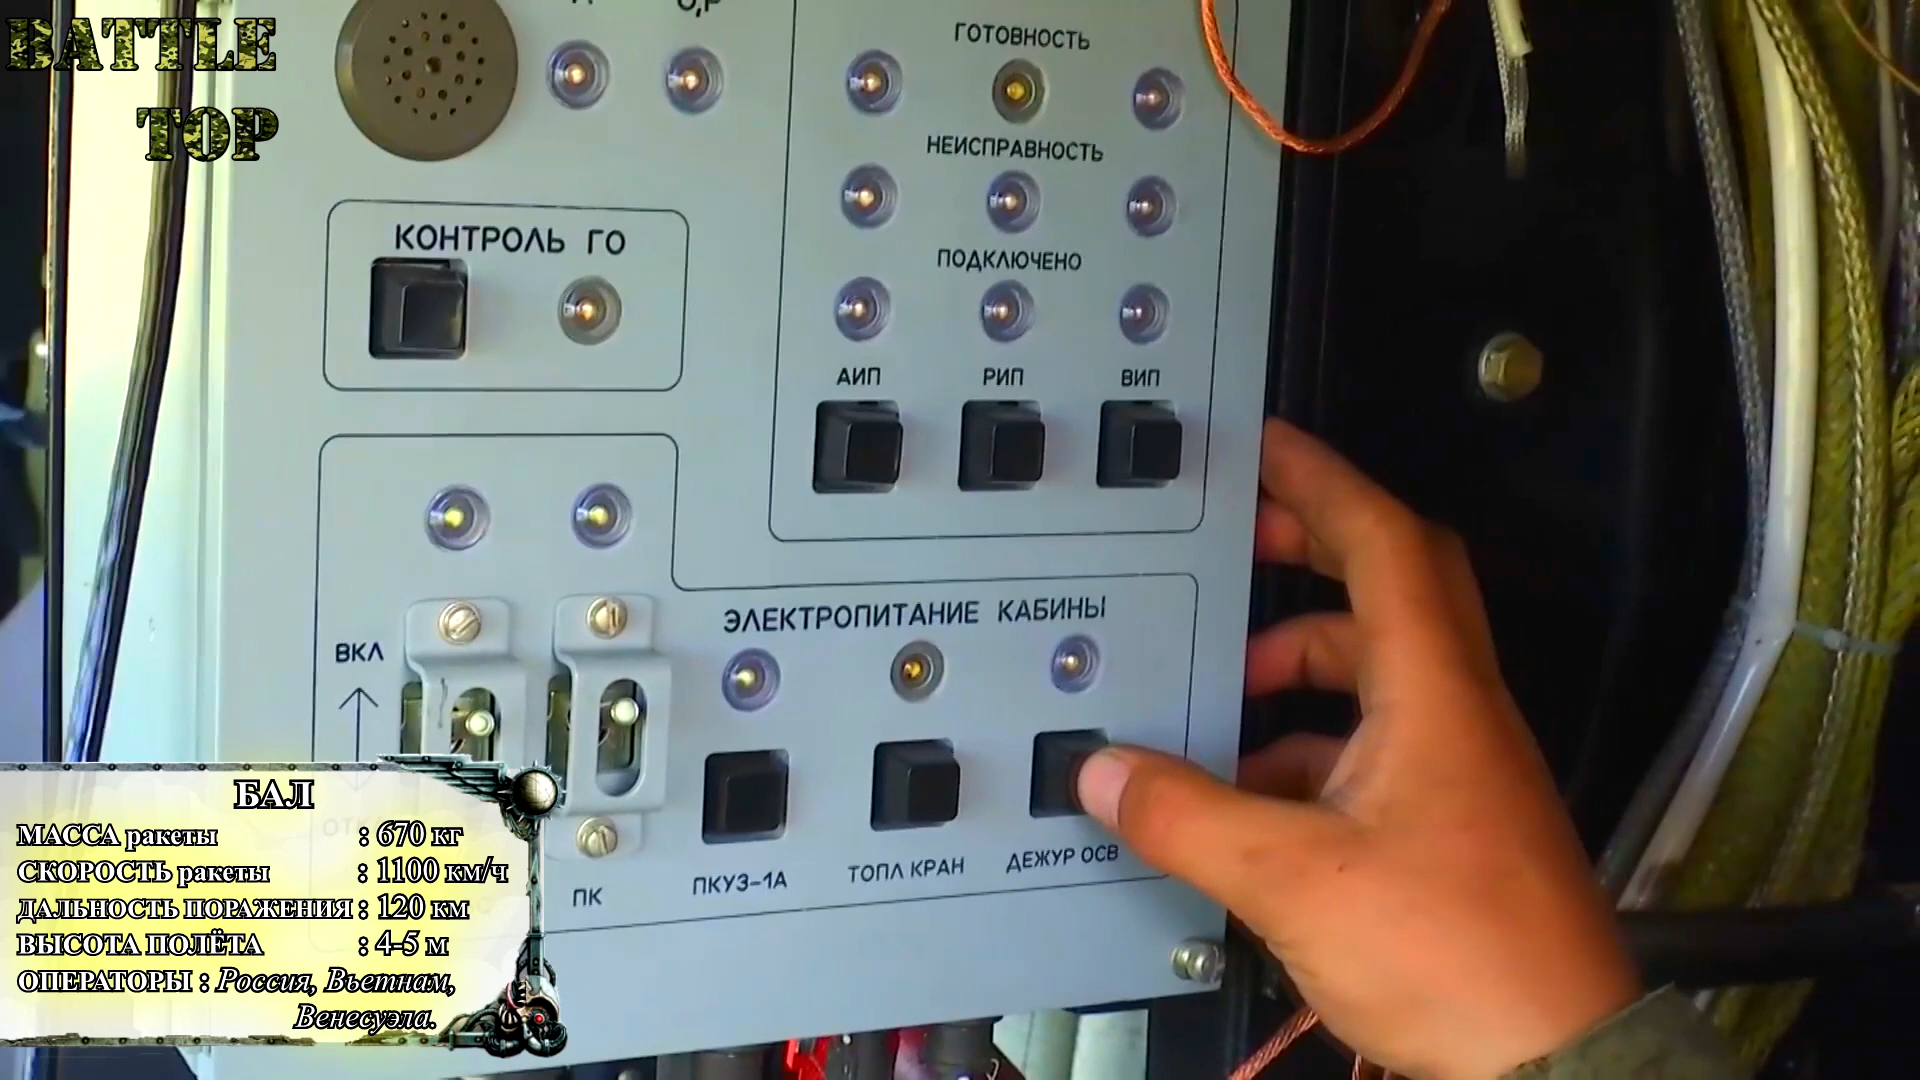 BATTLE
TOP
ГОТОВНОСТЬ
НЕИСПРАВНОСТЬ
ПОДКЛЮЧЕНО
АИП РИП ВИП
КОНТРОЛЬ ГО
ЭЛЕКТРОПИТАНИЕ КАБИНЫ
ВКЛ
ПК ПКУЗ-1А ТОПЛ КРАН ДЕЖУР ОСВ
БАЛ
МАССА ракеты : 670 кг
СКОРОСТЬ ракеты : 1100 км/ч
ДАЛЬНОСТЬ ПОРАЖЕНИЯ : 120 км
ВЫСОТА ПОЛЁТА : 4-5 м
ОПЕРАТОРЫ : Россия, Вьетнам,
Венесуэла.